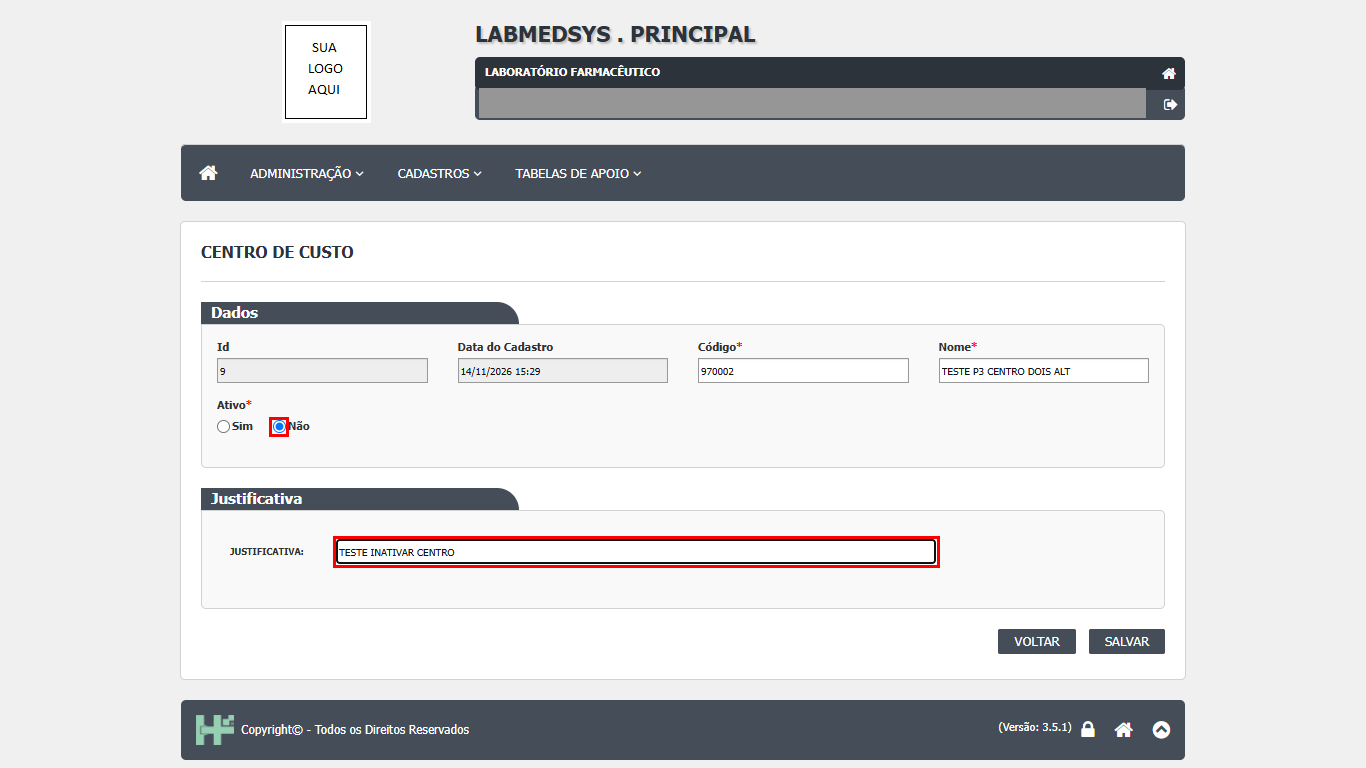 SUA
LOGO
AQUI
LABMEDSYS . PRINCIPAL
LABORATÓRIO FARMACÊUTICO
ADMINISTRAÇÃO CADASTROS TABELAS DE APOIO
CENTRO DE CUSTO
Dados
Id Data do Cadastro Código* Nome*
9 14/11/2026 15:29 970002 TESTE P3 CENTRO DOIS ALT
Ativo*
Sim Não
Justificativa
JUSTIFICATIVA: TESTE INATIVAR CENTRO
VOLTAR SALVAR
Copyright© - Todos os Direitos Reservados (Versão: 3.5.1)